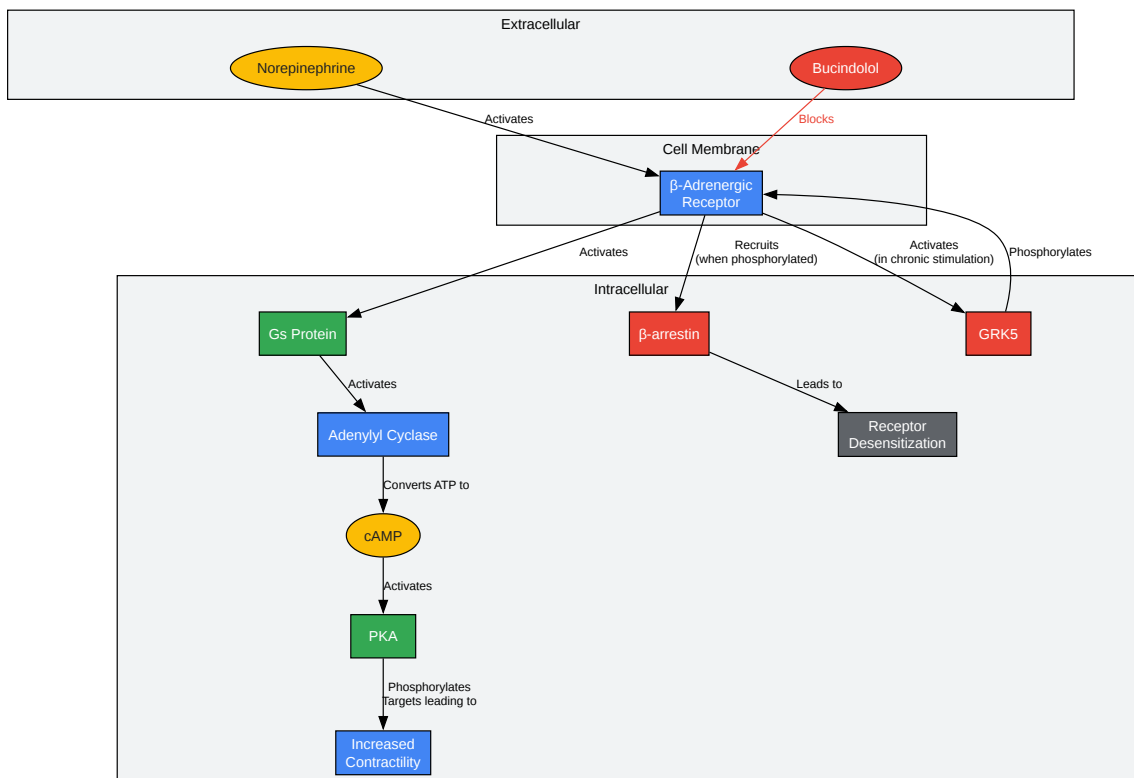 Extracellular
Norepinephrine
Bucindolol
Activates
Blocks
Cell Membrane
β-Adrenergic
Receptor
Activates
Recruits
(when phosphorylated)
Activates
(in chronic stimulation)
Phosphorylates
Intracellular
Gs Protein
β-arrestin
GRK5
Activates
Leads to
Adenylyl Cyclase
Receptor
Desensitization
Converts ATP to
cAMP
Activates
PKA
Phosphorylates
Targets leading to
Increased
Contractility